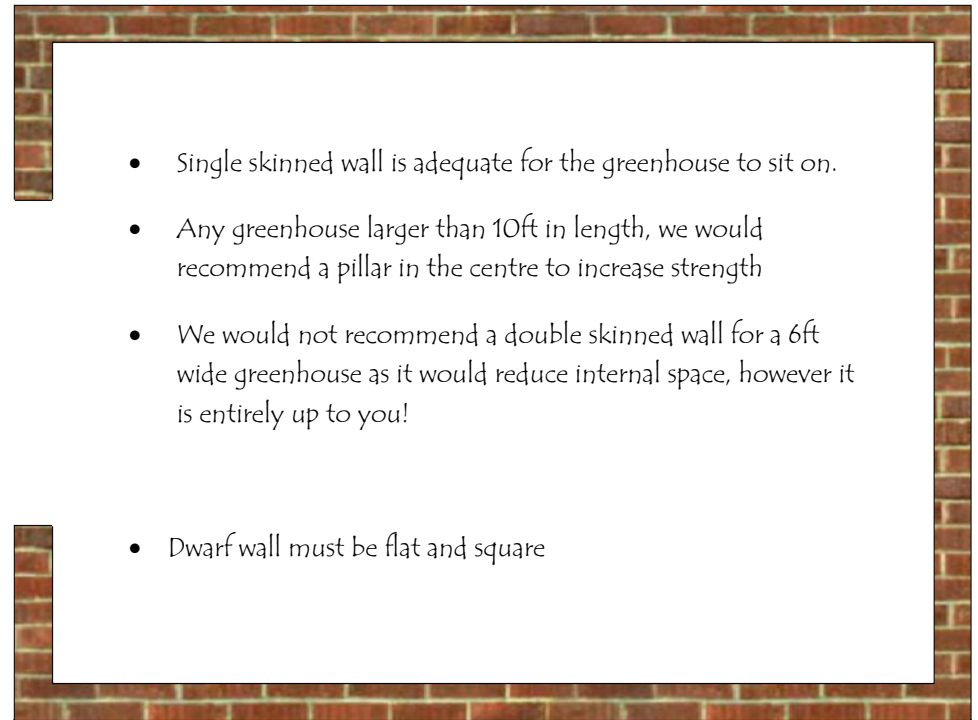 • Single skinned wall is adequate for the greenhouse to sit on.
• Any greenhouse larger than 10ft in length, we would
recommend a pillar in the centre to increase strength
• We would not recommend a double skinned wall for a 6ft
wide greenhouse as it would reduce internal space, however it
is entirely up to you!
• Dwarf wall must be flat and square